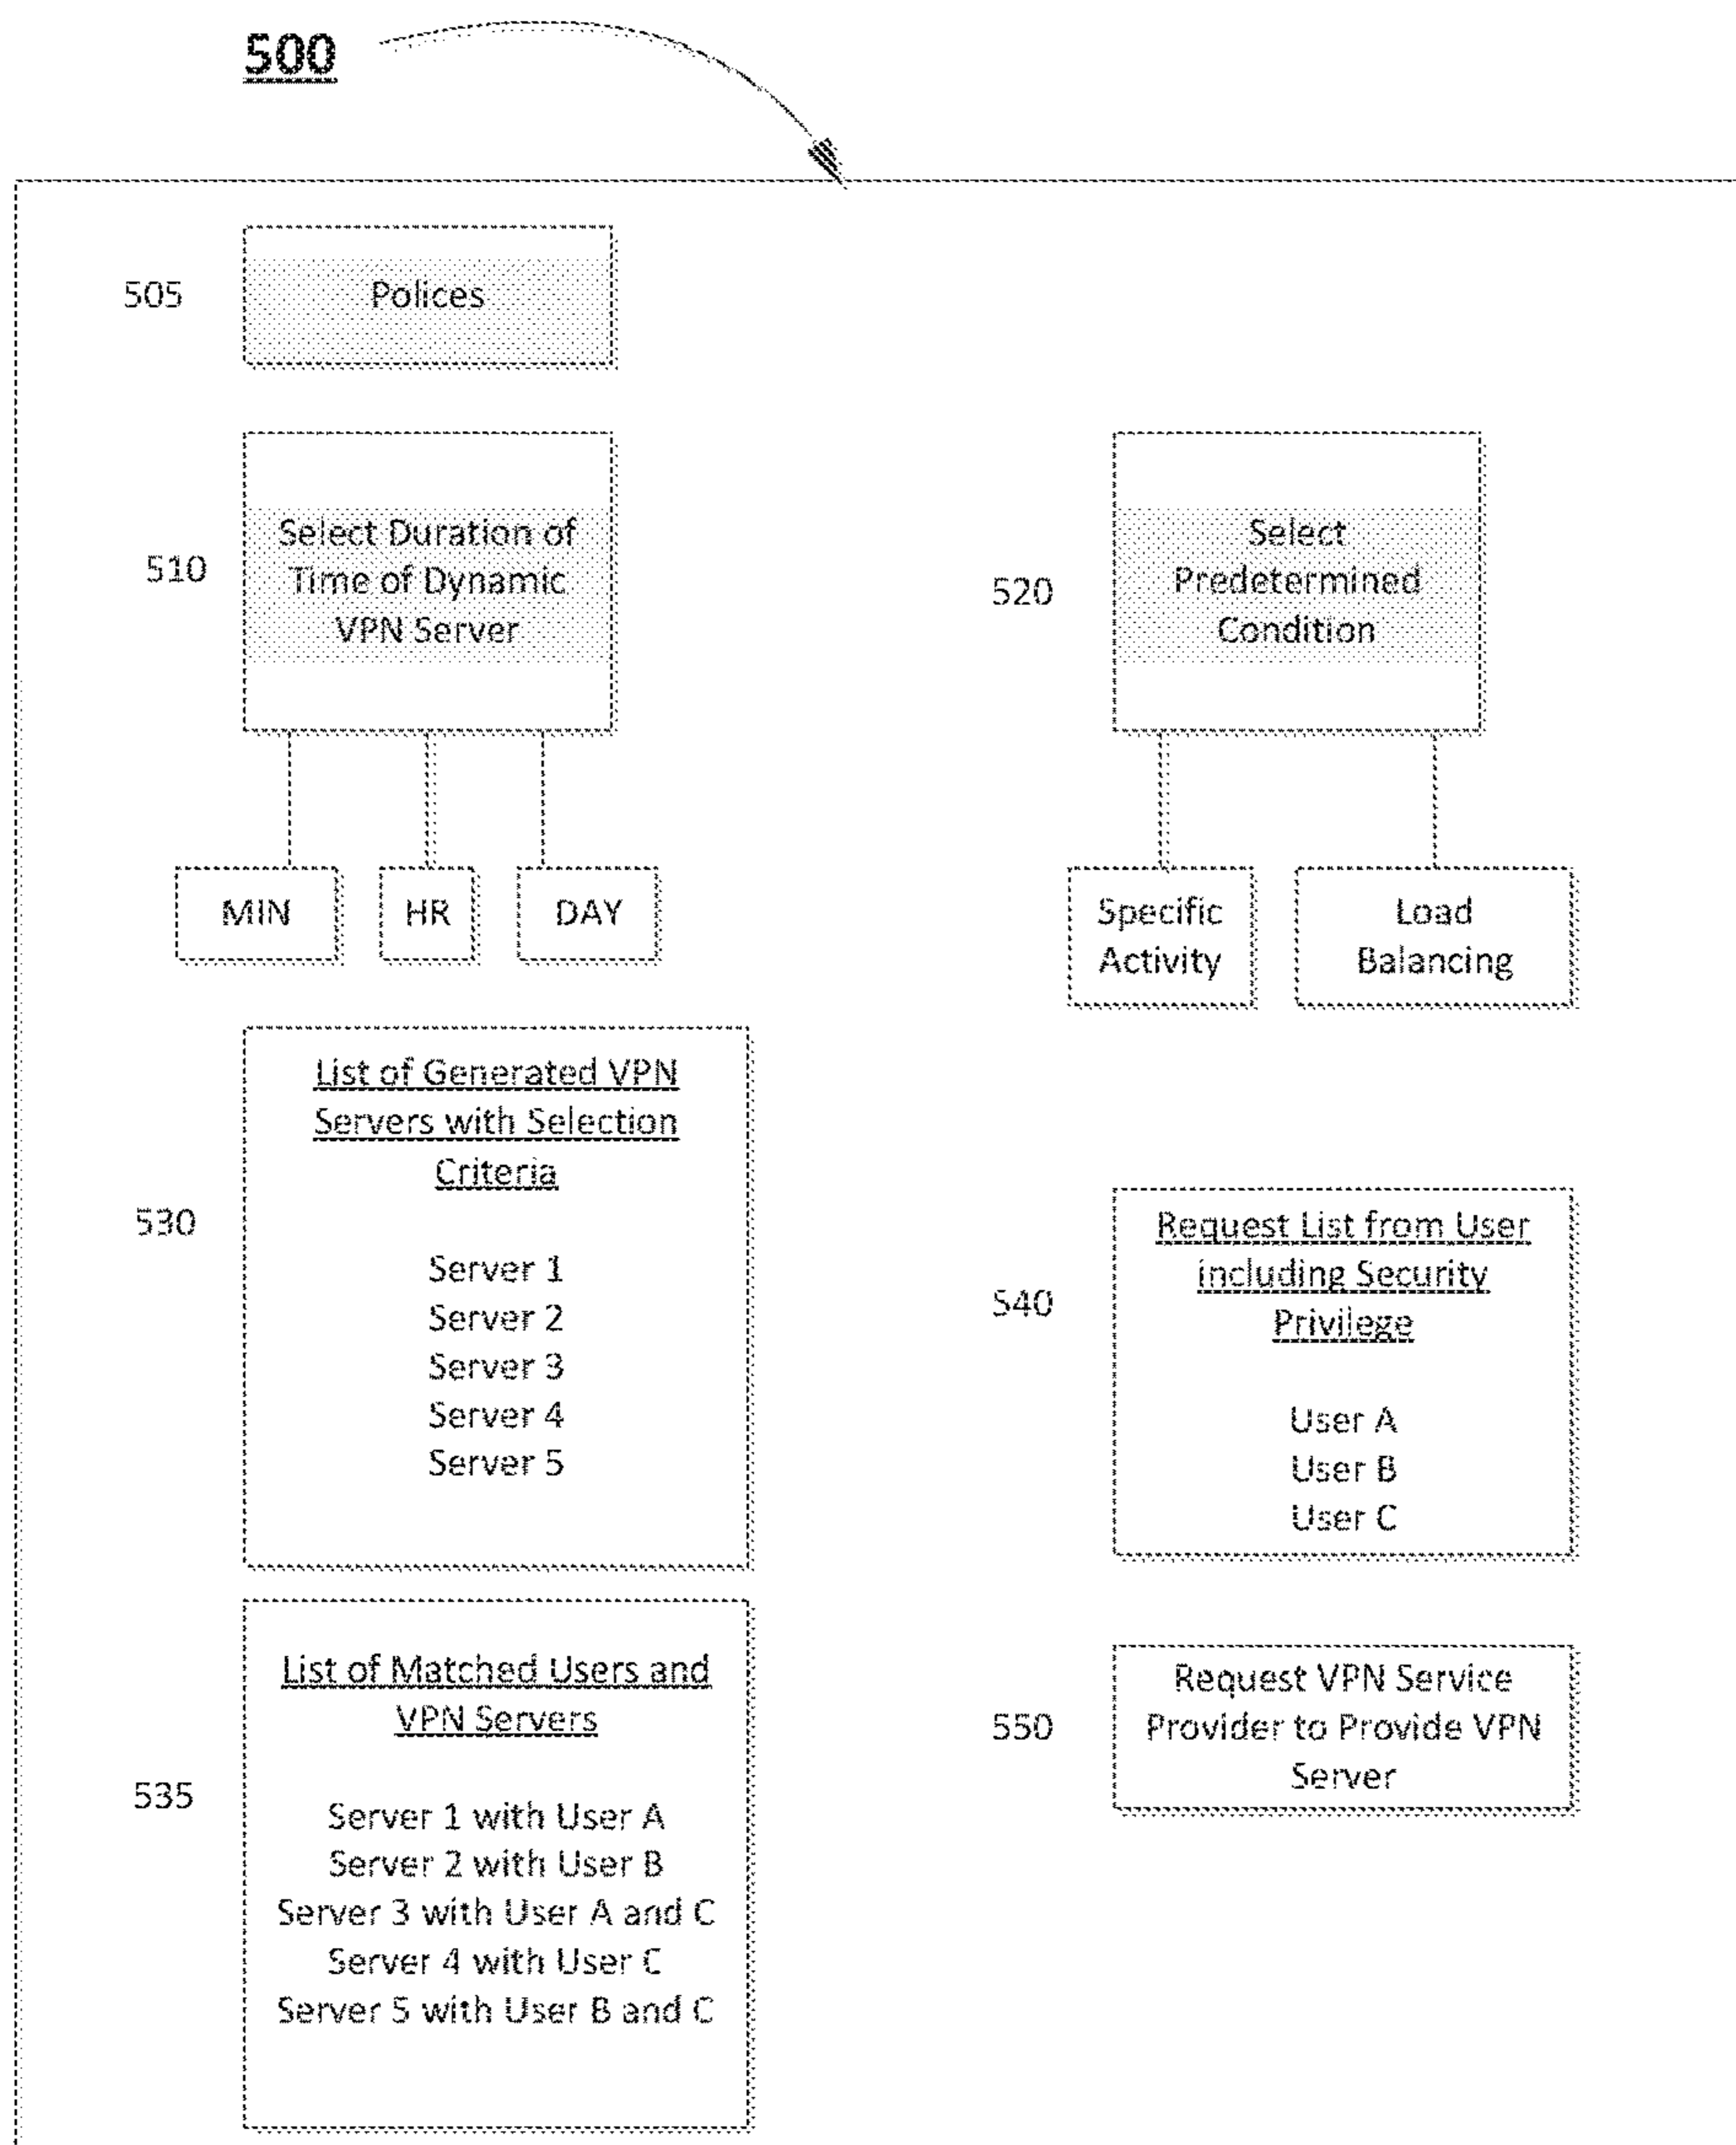 500
505
Polices
510
Select Duration of
Time of Dynamic
VPN Server
520
Select
Predetermined
Condition
MIN
HR
DAY
Specific
Activity
Load
Balancing
530
List of Generated VPN
Servers with Selection
Criteria
Server 1
Server 2
Server 3
Server 4
Server 5
540
Request List from User
including Security
Privilege
User A
User B
User C
535
List of Matched Users and
VPN Servers
Server 1 with User A
Server 2 with User B
Server 3 with User A and C
Server 4 with User C
Server 5 with User B and C
550
Request VPN Service
Provider to Provide VPN
Server